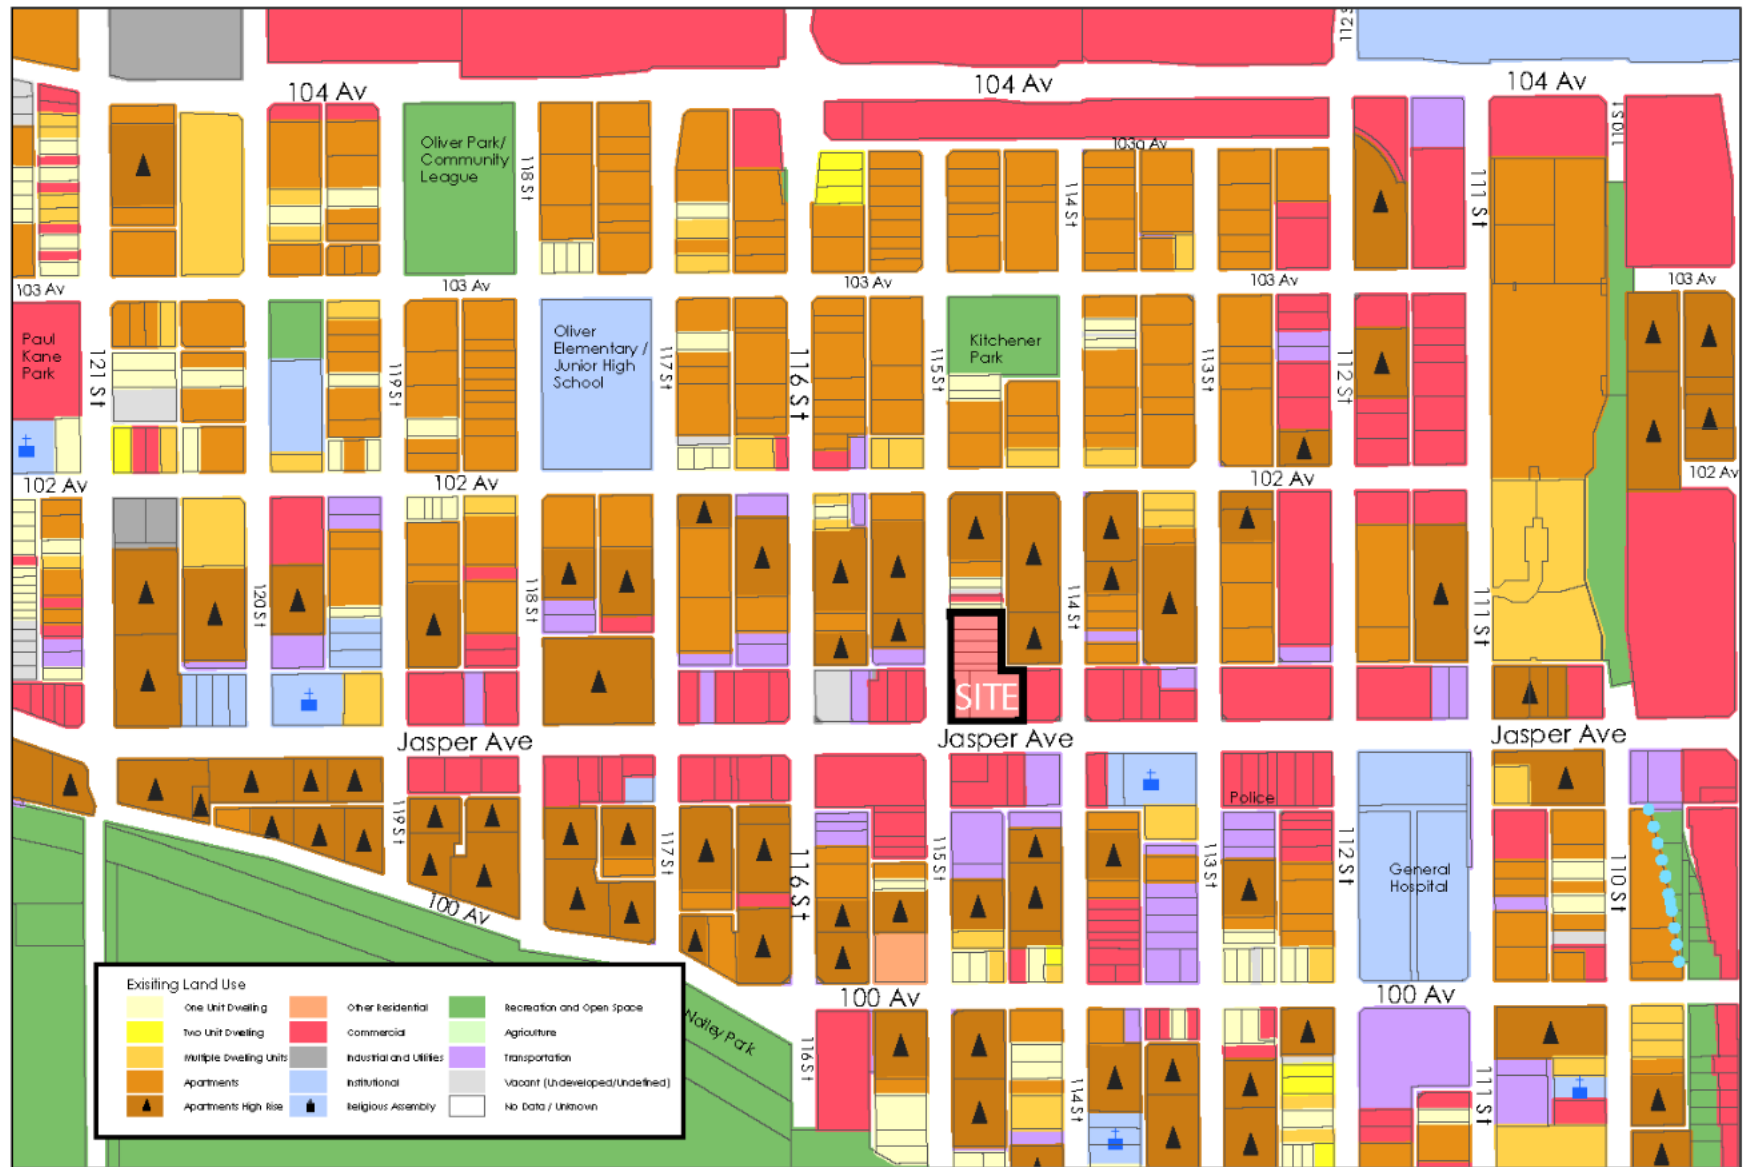 112 S
104 Av
104 Av
104 Av
110 St
Oliver Park/
Community
League
118 St
103a Av
114 St
111 St
103 Av
103 Av
103 Av
103 Av
103 Av
Paul
Kane
Park
121 St
119 St
Oliver
Elementary /
Junior High
School
117 St
116 St
115 St
Kitchener
Park
113 St
112 St
102 Av
102 Av
102 Av
102 Av
120 St
118 St
114 St
111 St
SITE
Jasper Ave
Jasper Ave
Jasper Ave
119 St
117 St
116 St
115 St
113 St
Police
112 St
General
Hospital
110 St
100 Av
100 Av
100 Av
Natley Park
116 St
114 St
111 St
Exisiting Land Use
One Unit Dwelling
Two Unit Dwelling
Multiple Dwelling Units
Apartments
Apartments High Rise
Other Residential
Commercial
Industrial and Utilities
Institutional
Religious Assembly
Recreation and Open Space
Agriculture
Transportation
Vacant (Undeveloped/Undefined)
No Data / Unknown